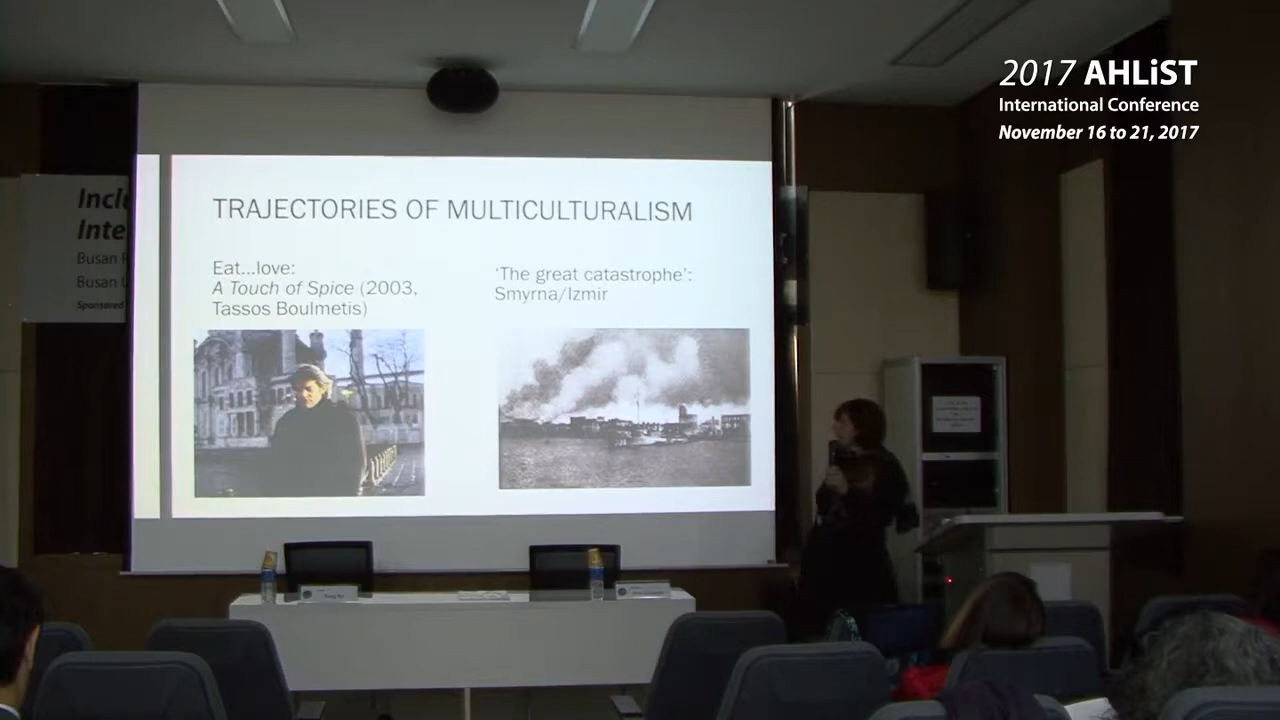 2017 AHLiST
International Conference
November 16 to 21, 2017
Inte
Busan
Busan
Sponsored
TRAJECTORIES OF MULTICULTURALISM
Eat...love:
A Touch of Spice (2003,
Tassos Boulmetis)
‘The great catastrophe’:
Smyrna/Izmir